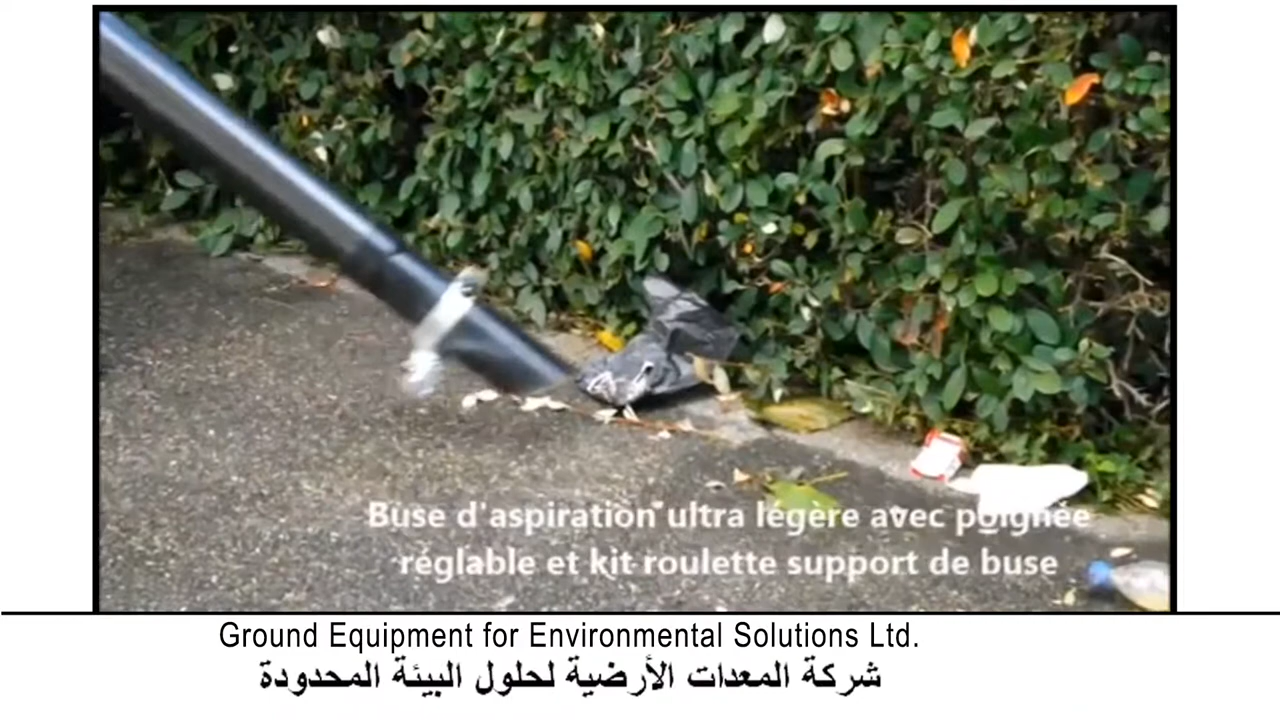 Buse d'aspiration ultra légère avec poignée
réglable et kit roulette support de buse
Ground Equipment for Environmental Solutions Ltd.
شركة المعدات الأرضية لحلول البيئة المحدودة